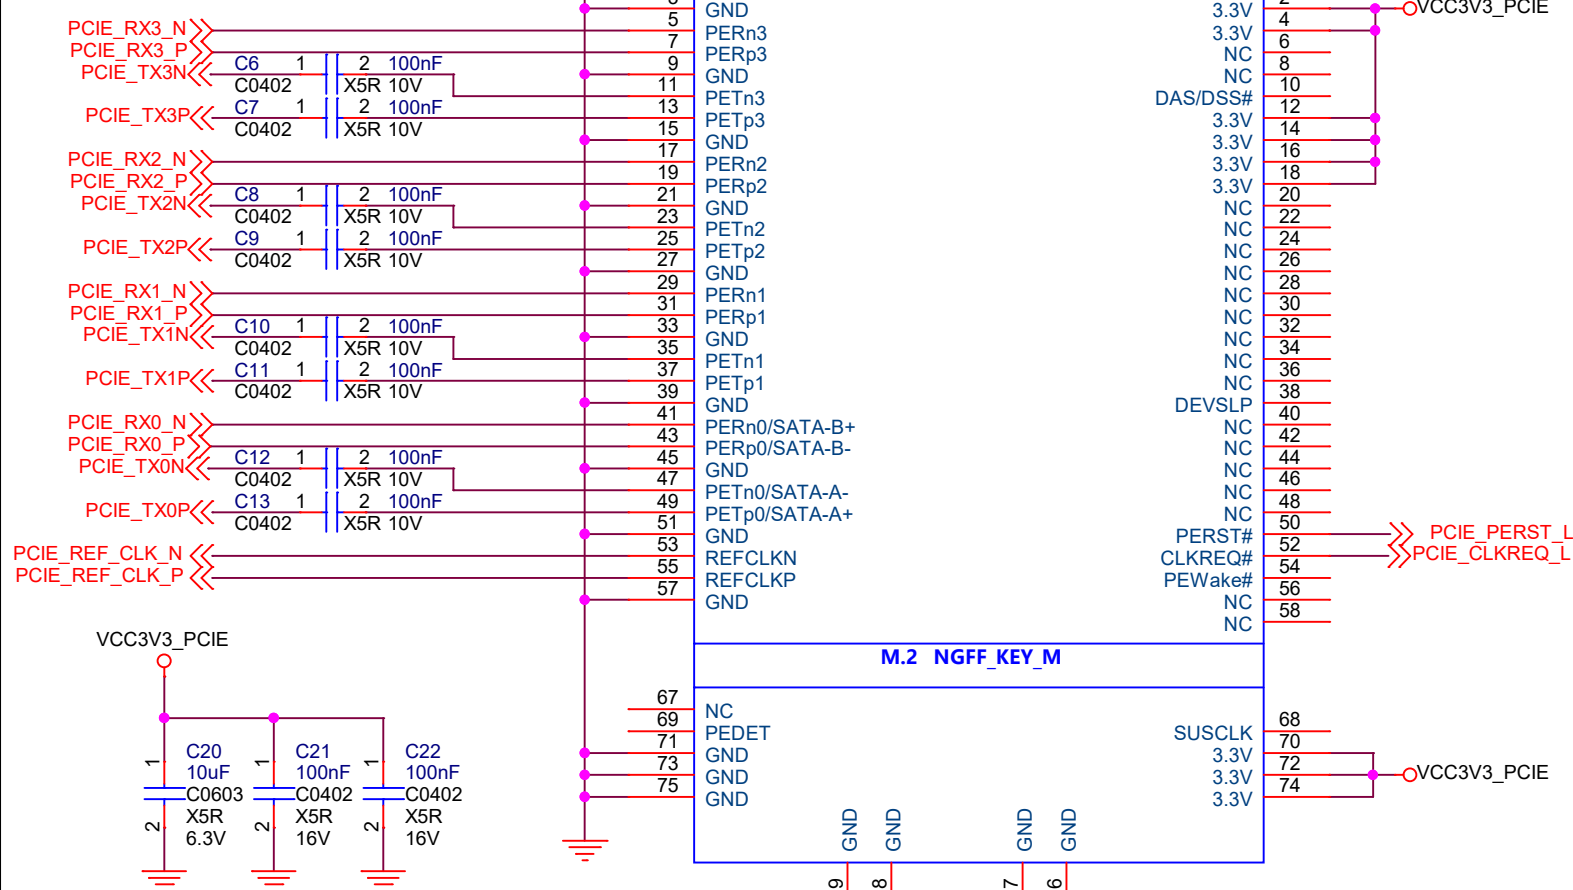 GND
3.3V
2
VCC3V3_PCIE
PCIE_RX3_N
5
PERn3
3.3V
4
PCIE_RX3_P
7
PERp3
NC
6
PCIE_TX3N
C6 1 2 100nF
C0402 X5R 10V
9
GND
NC
8
11
PETn3
DAS/DSS#
10
PCIE_TX3P
C7 1 2 100nF
C0402 X5R 10V
13
PETp3
3.3V
12
15
GND
3.3V
14
PCIE_RX2_N
17
PERn2
3.3V
16
PCIE_RX2_P
19
PERp2
3.3V
18
PCIE_TX2N
C8 1 2 100nF
C0402 X5R 10V
21
GND
NC
20
23
PETn2
NC
22
PCIE_TX2P
C9 1 2 100nF
C0402 X5R 10V
25
PETp2
NC
24
27
GND
NC
26
PCIE_RX1_N
29
PERn1
NC
28
PCIE_RX1_P
31
PERp1
NC
30
PCIE_TX1N
C10 1 2 100nF
C0402 X5R 10V
33
GND
NC
32
35
PETn1
NC
34
PCIE_TX1P
C11 1 2 100nF
C0402 X5R 10V
37
PETp1
NC
36
39
GND
DEVSLP
38
PCIE_RX0_N
41
PERn0/SATA-B+
NC
40
PCIE_RX0_P
43
PERp0/SATA-B-
NC
42
PCIE_TX0N
C12 1 2 100nF
C0402 X5R 10V
45
GND
NC
44
47
PETn0/SATA-A-
NC
46
PCIE_TX0P
C13 1 2 100nF
C0402 X5R 10V
49
PETp0/SATA-A+
NC
48
51
GND
PERST#
50
PCIE_PERST_L
PCIE_REF_CLK_N
53
REFCLKN
CLKREQ#
52
PCIE_CLKREQ_L
PCIE_REF_CLK_P
55
REFCLKP
PEWake#
54
57
GND
NC
56
NC
58
M.2 NGFF_KEY_M
VCC3V3_PCIE
67
NC
69
PEDET
SUSCLK
68
71
GND
3.3V
70
73
GND
3.3V
72
VCC3V3_PCIE
75
GND
3.3V
74
1
C20
10uF
C0603
X5R
6.3V
2
1
C21
100nF
C0402
X5R
16V
2
1
C22
100nF
C0402
X5R
16V
2
GND
GND
GND
GND
9
8
7
6